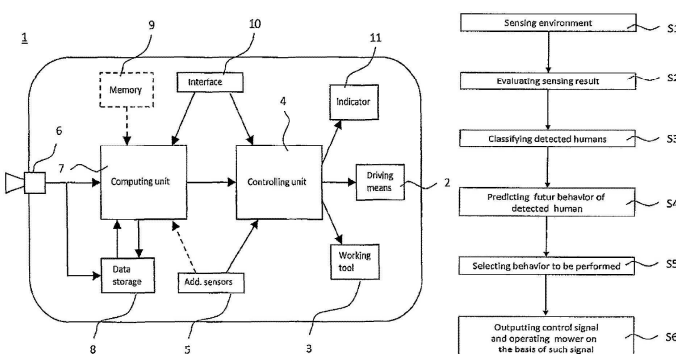 1
9
10
11
Memory
Interface
Indicator
4
6
7
Computing unit
Controlling unit
Driving means
2
Data storage
Add. sensors
Working tool
8
5
3
Sensing environment
S1
Evaluating sensing result
S2
Classifying detected humans
S3
Predicting futur behavior of
detected human
S4
Selecting behavior to be performed
S5
Outputting control signal
and operating mower on
the basis of such signal
S6